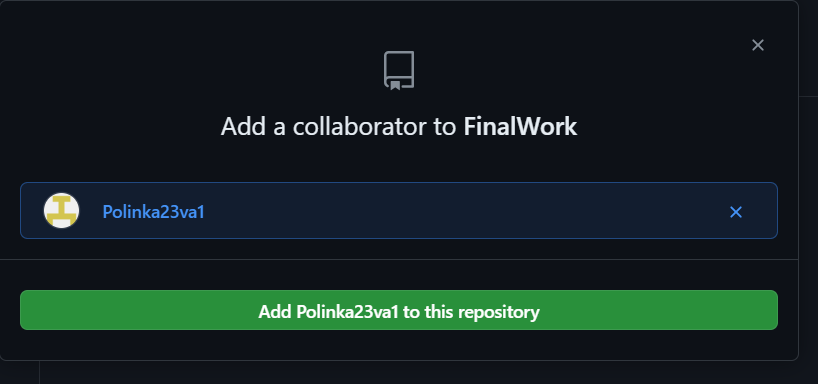 Add a collaborator to FinalWork
Polinka23va1
Add Polinka23va1 to this repository